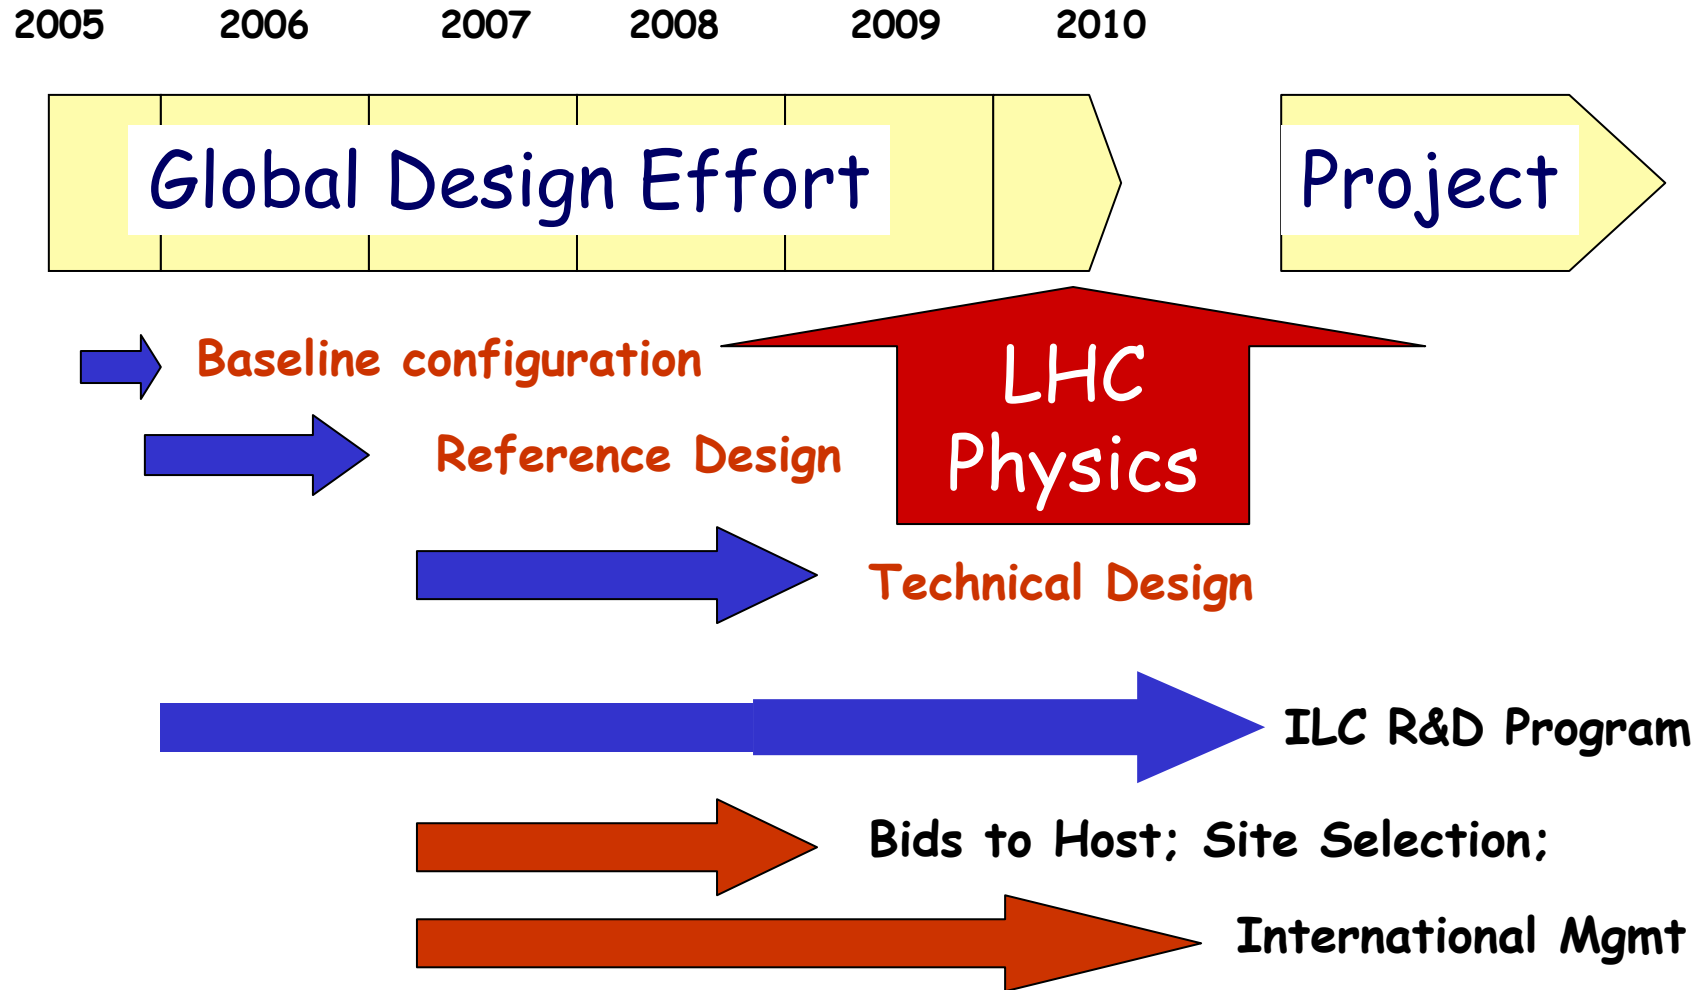 2005 2006 2007 2008 2009 2010
Global Design Effort
Project
LHC
Physics
Baseline configuration
Reference Design
Technical Design
ILC R&D Program
Bids to Host; Site Selection;
International Mgmt